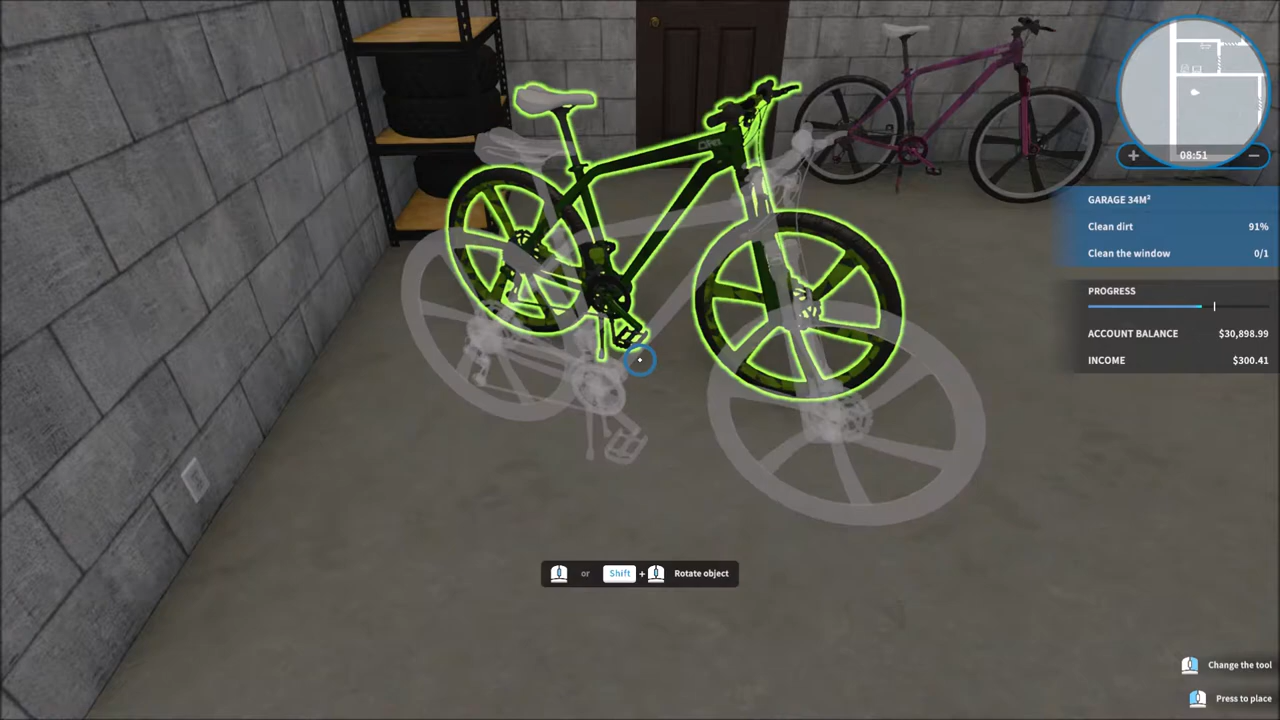 08:51
GARAGE 34M²
Clean dirt 91%
Clean the window 0/1
PROGRESS
ACCOUNT BALANCE $30,898.99
INCOME $300.41
or Shift + Rotate object
Change the tool
Press to place